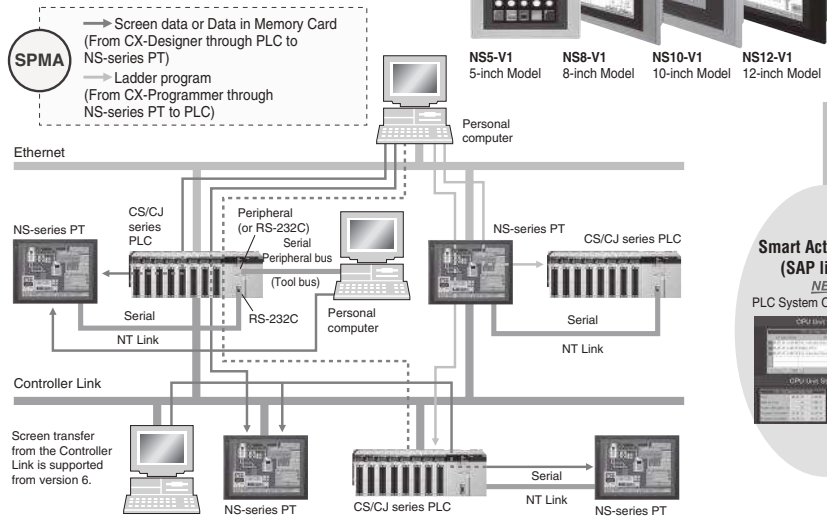 SPMA
Screen data or Data in Memory Card
(From CX-Designer through PLC to
NS-series PT)
Ladder program
(From CX-Programmer through
NS-series PT to PLC)
NS5-V1
5-inch Model
NS8-V1
8-inch Model
NS10-V1
10-inch Model
NS12-V1
12-inch Model
Personal
computer
Ethernet
NS-series PT
CS/CJ
series
PLC
Peripheral
(or RS-232C)
Serial
Peripheral bus
(Tool bus)
RS-232C
Personal
computer
Serial
NT Link
NS-series PT
CS/CJ series PLC
Serial
NT Link
Smart Act
(SAP li
NE
PLC System C
CPU Unit
CPU Unit St
Controller Link
Screen transfer
from the Controller
Link is supported
from version 6.
NS-series PT
CS/CJ series PLC
Serial
NT Link
NS-series PT